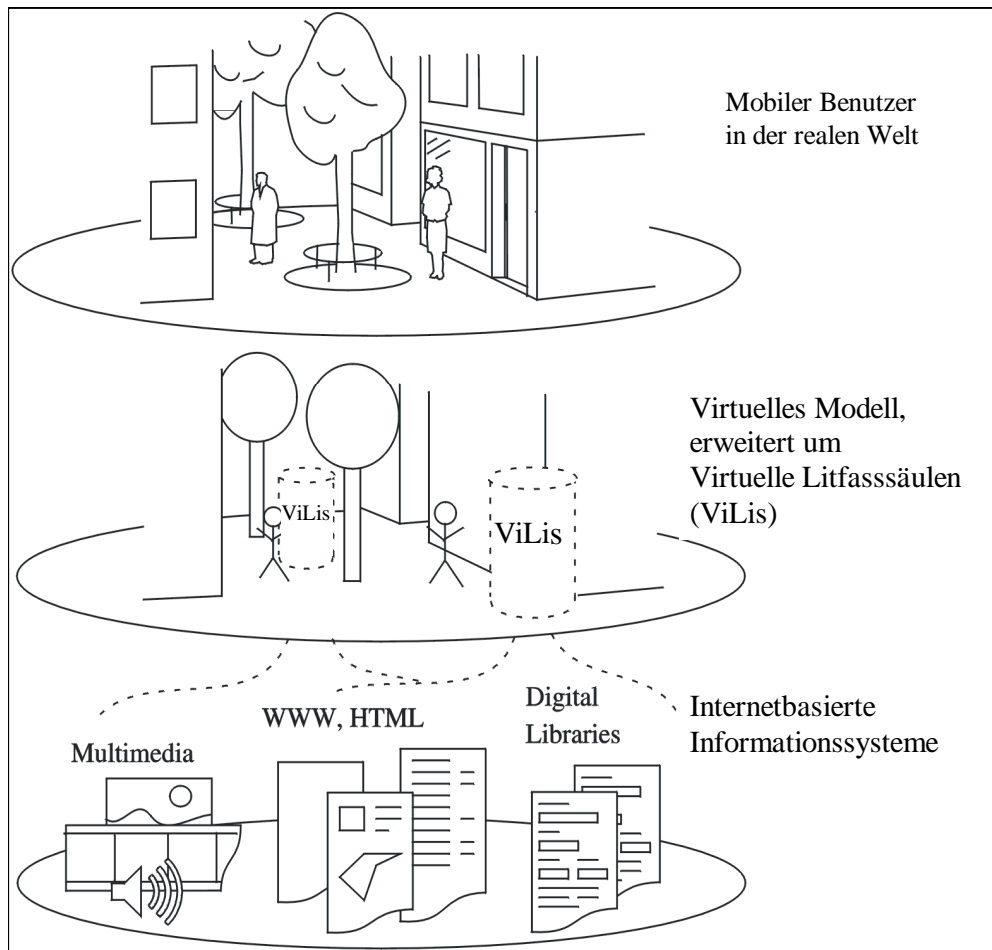 Mobiler Benutzer
in der realen Welt
Virtuelles Modell,
erweitert um
Virtuelle Litfasssäulen
(ViLis)
ViLis
ViLis
Internetbasierte
Informationssysteme
Multimedia
WWW, HTML
Digital
Libraries